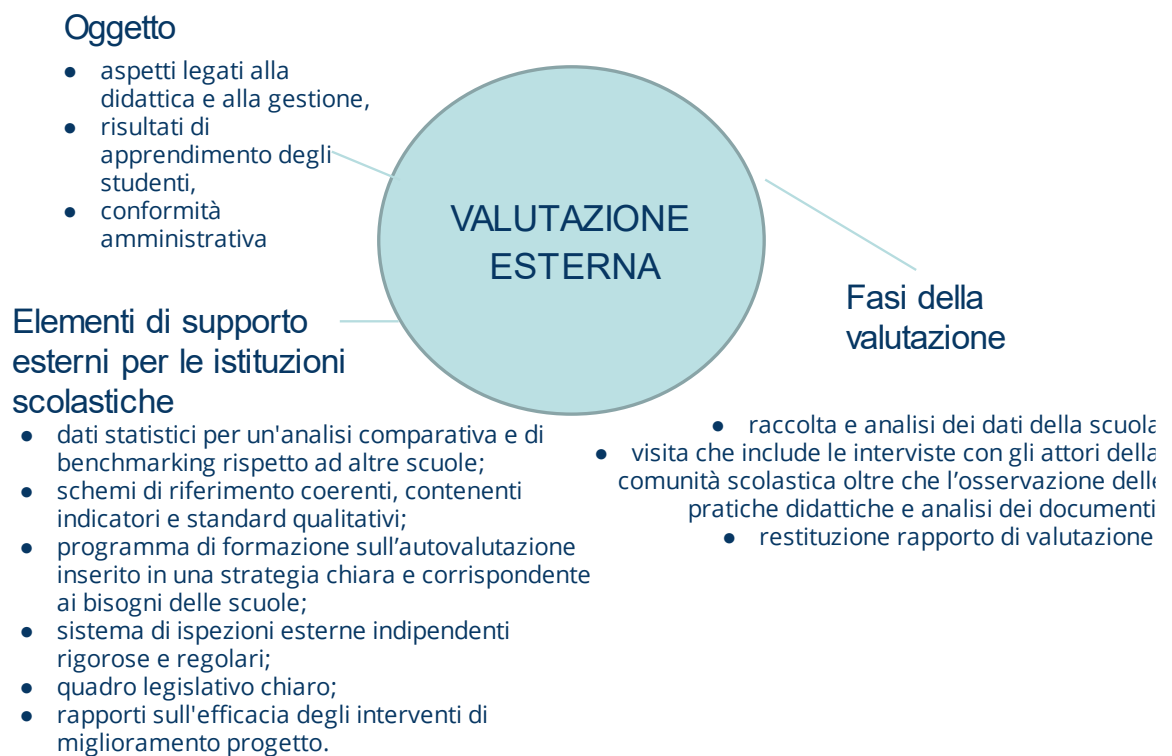 Oggetto
● aspetti legati alla
didattica e alla gestione,
● risultati di
apprendimento degli
studenti,
● conformità
amministrativa
VALUTAZIONE
ESTERNA
Fasi della
valutazione
● raccolta e analisi dei dati della scuola
● visita che include le interviste con gli attori della
comunità scolastica oltre che l'osservazione delle
pratiche didattiche e analisi dei documenti
● restituzione rapporto di valutazione
Elementi di supporto
esterni per le istituzioni
scolastiche
● dati statistici per un'analisi comparativa e di
benchmarking rispetto ad altre scuole;
● schemi di riferimento coerenti, contenenti
indicatori e standard qualitativi;
● programma di formazione sull’autovalutazione
inserito in una strategia chiara e corrispondente
ai bisogni delle scuole;
● sistema di ispezioni esterne indipendenti
rigorose e regolari;
● quadro legislativo chiaro;
● rapporti sull'efficacia degli interventi di
miglioramento progetto.